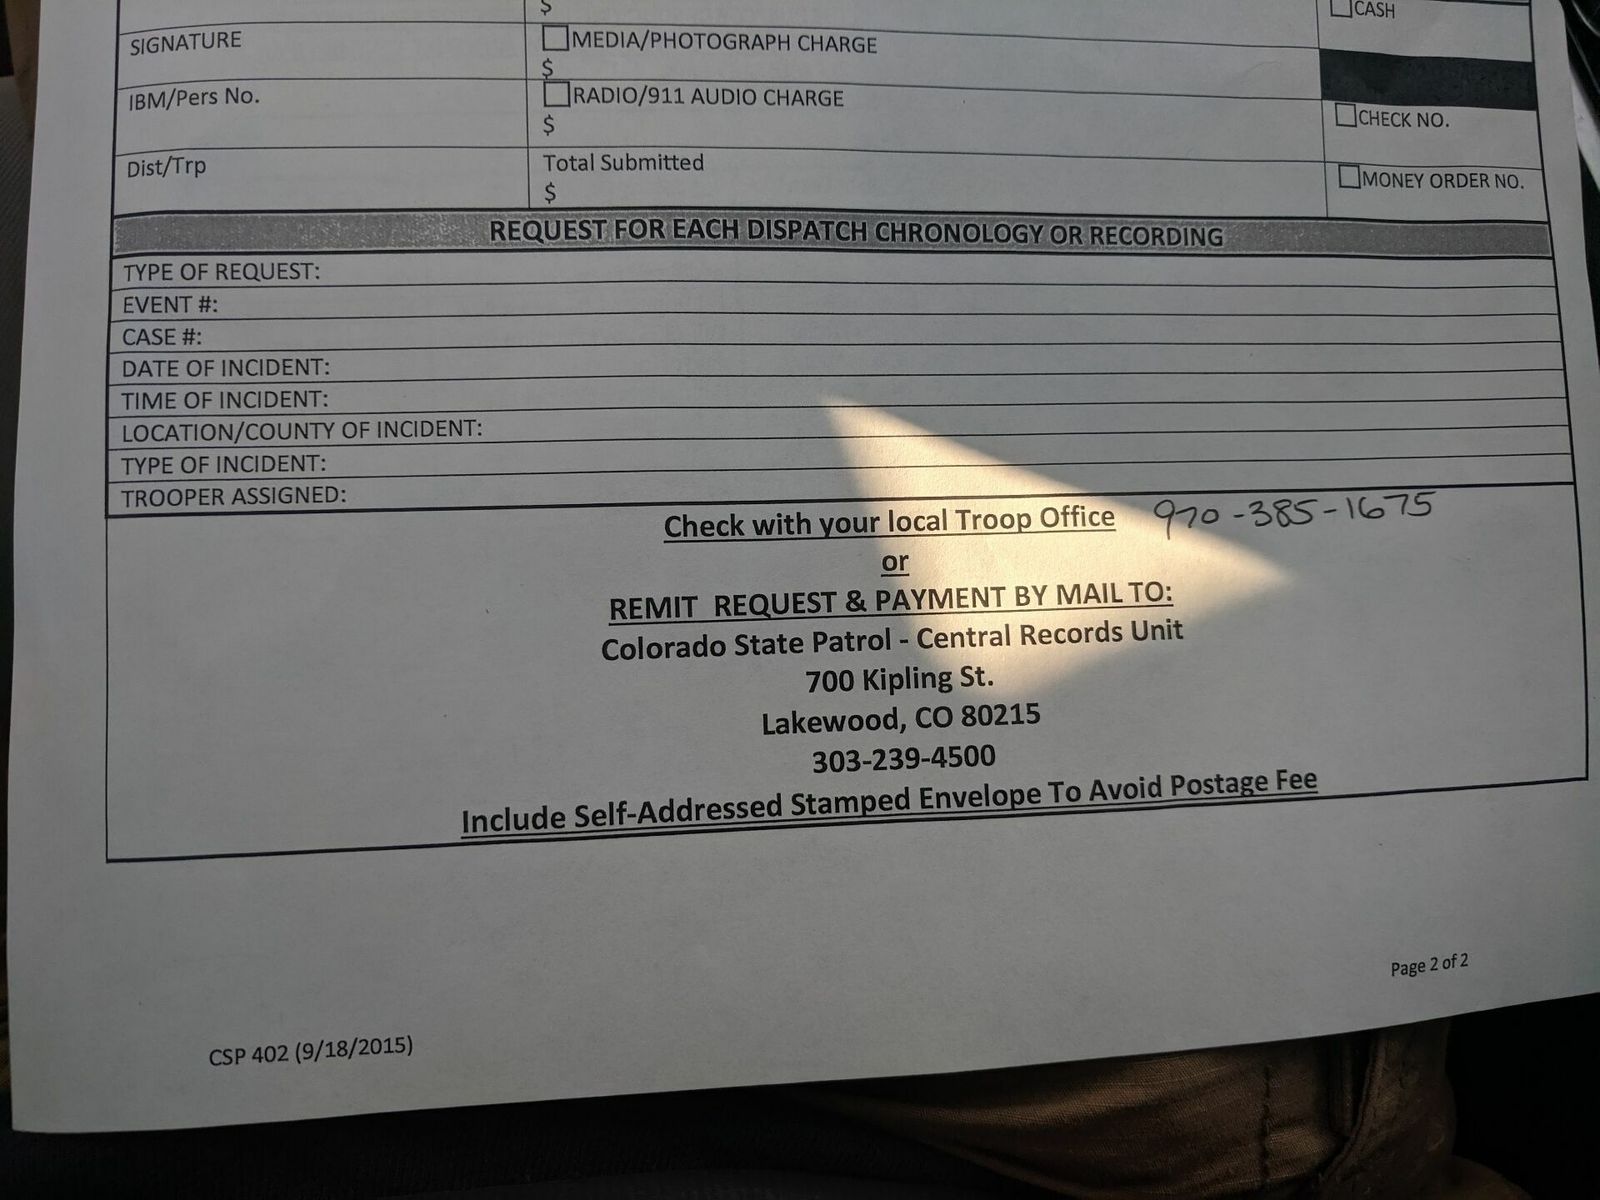 $
CASH
SIGNATURE
MEDIA/PHOTOGRAPH CHARGE
$
IBM/Pers No.
RADIO/911 AUDIO CHARGE
$
CHECK NO.
Dist/Trp
Total Submitted
$
MONEY ORDER NO.
REQUEST FOR EACH DISPATCH CHRONOLOGY OR RECORDING
TYPE OF REQUEST:
EVENT #:
CASE #:
DATE OF INCIDENT:
TIME OF INCIDENT:
LOCATION/COUNTY OF INCIDENT:
TYPE OF INCIDENT:
TROOPER ASSIGNED:
Check with your local Troop Office 970-385-1675
or
REMIT REQUEST & PAYMENT BY MAIL TO:
Colorado State Patrol - Central Records Unit
700 Kipling St.
Lakewood, CO 80215
303-239-4500
Include Self-Addressed Stamped Envelope To Avoid Postage Fee
Page 2 of 2
CSP 402 (9/18/2015)